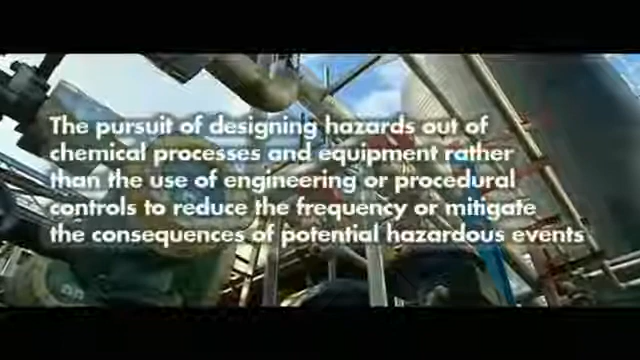 The pursuit of designing hazards out of
chemical processes and equipment rather
than the use of engineering or procedural
controls to reduce the frequency or mitigate
the consequences of potential hazardous events